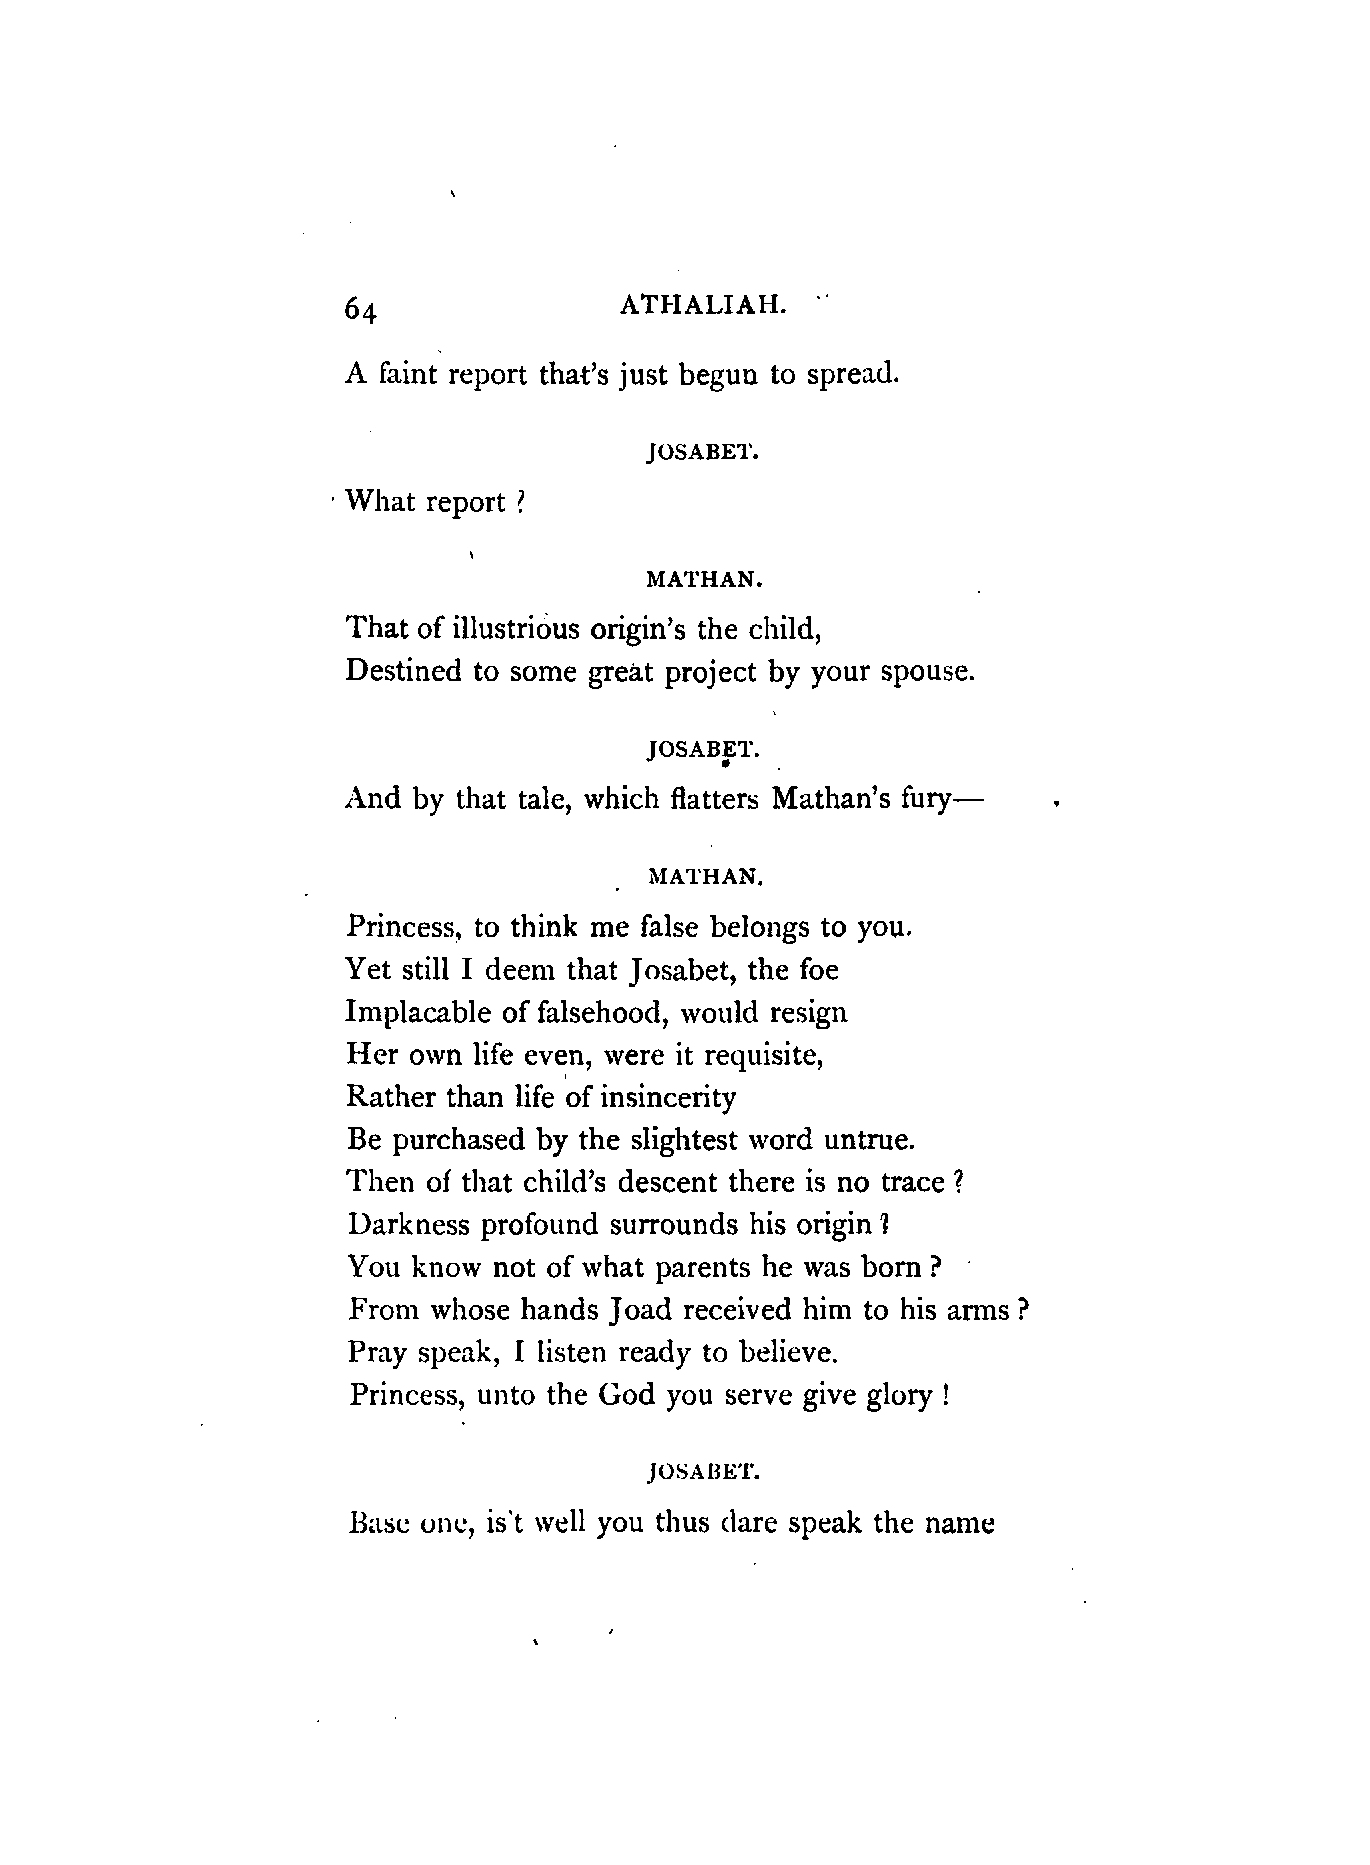 64 ATHALIAH.
A faint report that's just begun to spread.
JOSABET.
What report ?
MATHAN.
That of illustrious origin's the child,
Destined to some great project by your spouse.
JOSABET.
And by that tale, which flatters Mathan's fury—
MATHAN.
Princess, to think me false belongs to you.
Yet still I deem that Josabet, the foe
Implacable of falsehood, would resign
Her own life even, were it requisite,
Rather than life of insincerity
Be purchased by the slightest word untrue.
Then of that child's descent there is no trace ?
Darkness profound surrounds his origin ?
You know not of what parents he was born ?
From whose hands Joad received him to his arms ?
Pray speak, I listen ready to believe.
Princess, unto the God you serve give glory !
JOSABET.
Base one, is't well you thus dare speak the name